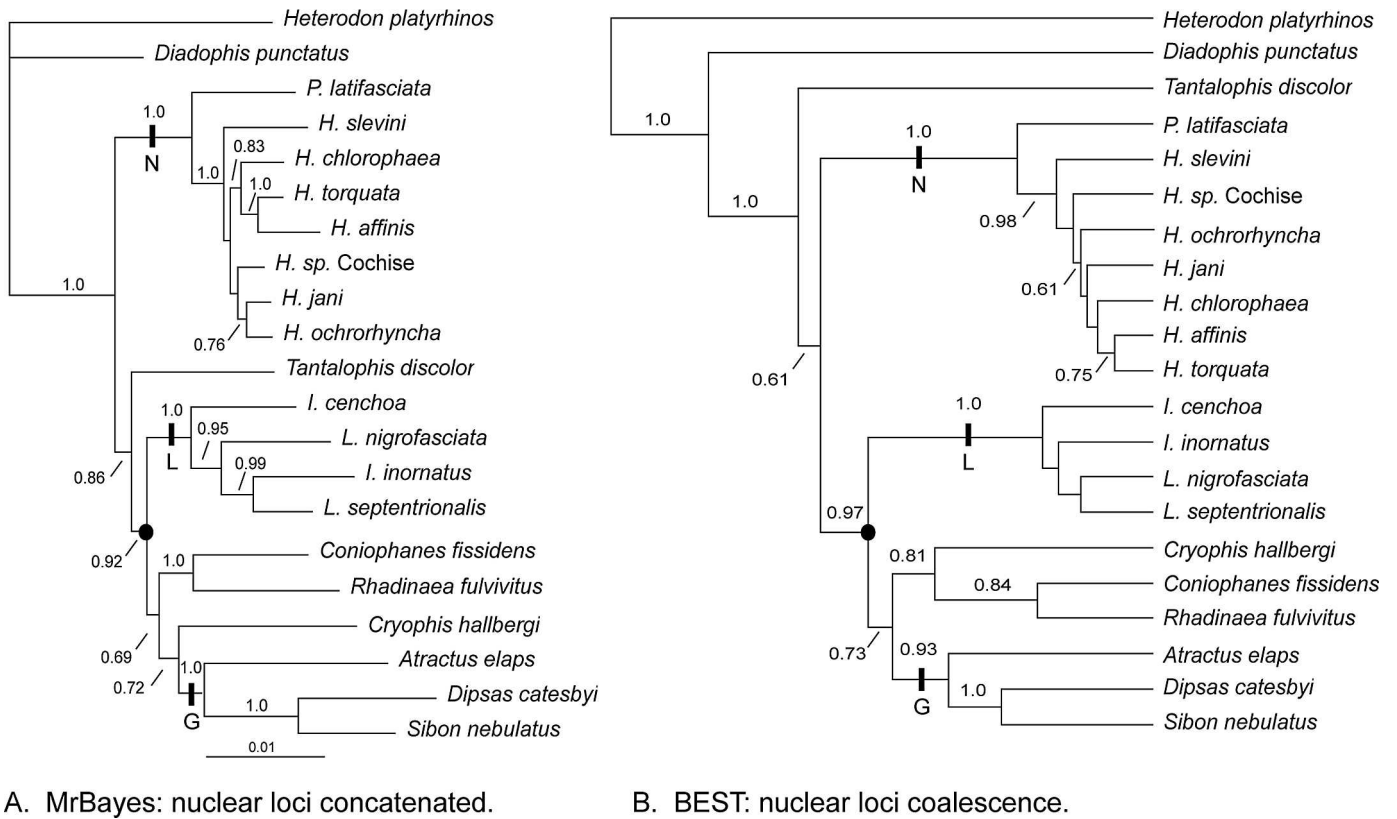 Heterodon platyrhinos
Diadophis punctatus
P. latifasciata
1.0
N
H. slevini
0.83
H. chlorophaea
1.0
1.0
H. torquata
H. affinis
H. sp. Cochise
1.0
H. jani
H. ochrorhyncha
0.76
Tantalophis discolor
I. cenchoa
1.0
0.95
L. nigrofasciata
L
0.99
I. inornatus
0.86
L. septentrionalis
0.92
Coniophanes fissidens
1.0
Rhadinaea fulvivitus
Cryophis hallbergi
0.69
Atractus elaps
1.0
0.72
Dipsas catesbyi
1.0
G
Sibon nebulatus
0.01
A. MrBayes: nuclear loci concatenated.
Heterodon platyrhinos
Diadophis punctatus
Tantalophis discolor
1.0
P. latifasciata
1.0
N
H. slevini
H. sp. Cochise
1.0
0.98
H. ochrorhyncha
H. jani
0.61
H. chlorophaea
H. affinis
0.75
H. torquata
0.61
I. cenchoa
1.0
L
I. inornatus
L. nigrofasciata
L. septentrionalis
0.97
Cryophis hallbergi
0.81
Coniophanes fissidens
0.84
Rhadinaea fulvivitus
0.73
0.93
Atractus elaps
Dipsas catesbyi
1.0
G
Sibon nebulatus
B. BEST: nuclear loci coalescence.